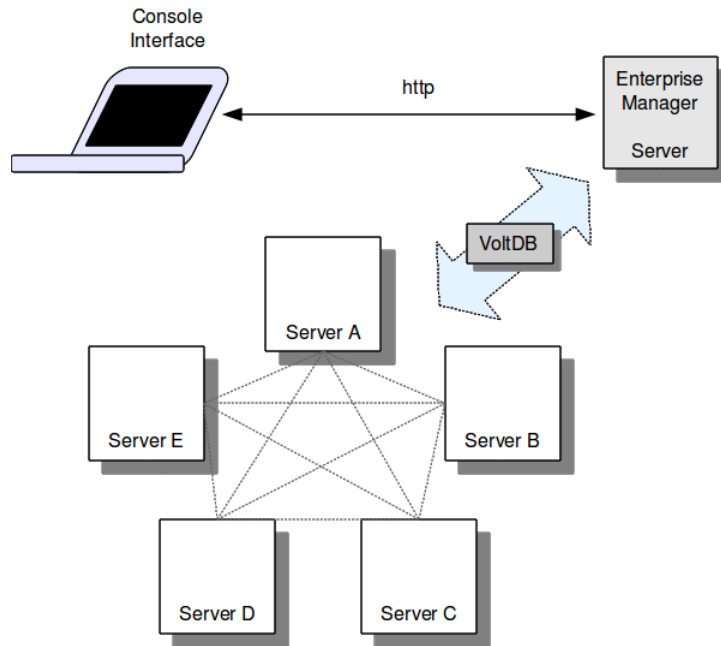 Console
Interface
http
Enterprise
Manager
Server
VoltDB
Server A
Server E
Server B
Server D
Server C